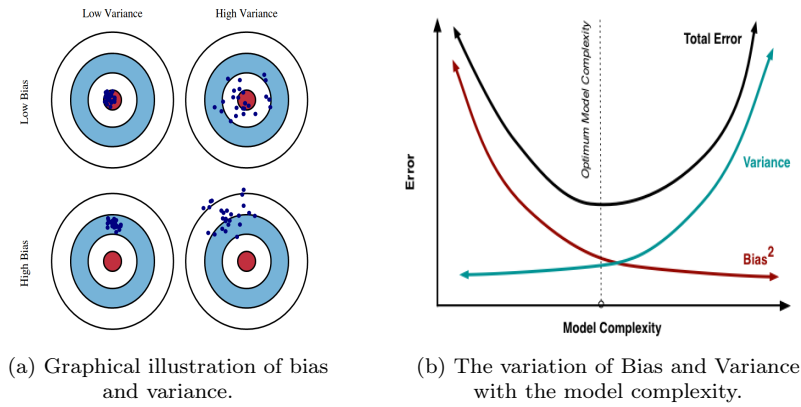 Low Variance
High Variance
Low Bias
High Bias
Optimum Model Complexity
Total Error
Variance
Bias²
Error
Model Complexity
(a) Graphical illustration of bias
and variance.
(b) The variation of Bias and Variance
with the model complexity.